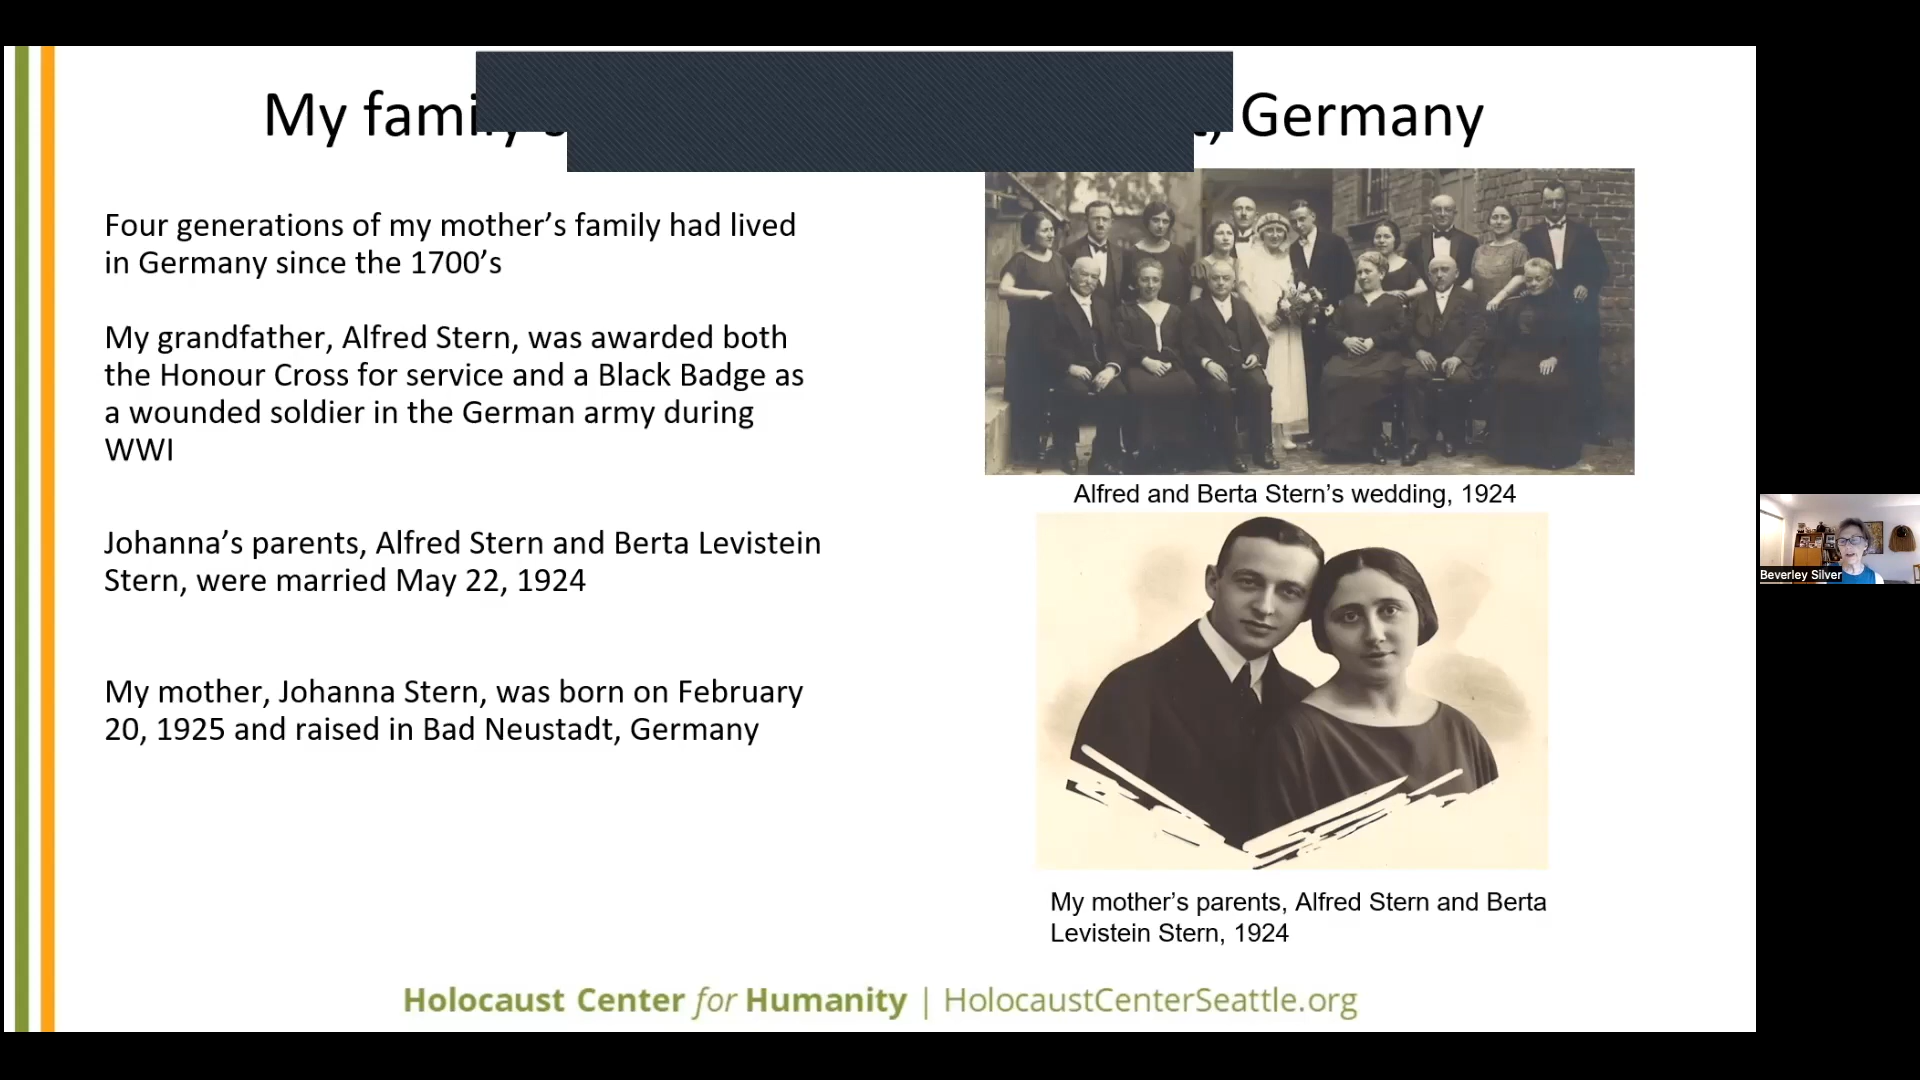 My family Germany
Four generations of my mother’s family had lived
in Germany since the 1700’s
My grandfather, Alfred Stern, was awarded both
the Honour Cross for service and a Black Badge as
a wounded soldier in the German army during
WWI
Johanna’s parents, Alfred Stern and Berta Levistein
Stern, were married May 22, 1924
My mother, Johanna Stern, was born on February
20, 1925 and raised in Bad Neustadt, Germany
Alfred and Berta Stern’s wedding, 1924
My mother’s parents, Alfred Stern and Berta
Levistein Stern, 1924
Beverley Silver
Holocaust Center for Humanity | HolocaustCenterSeattle.org